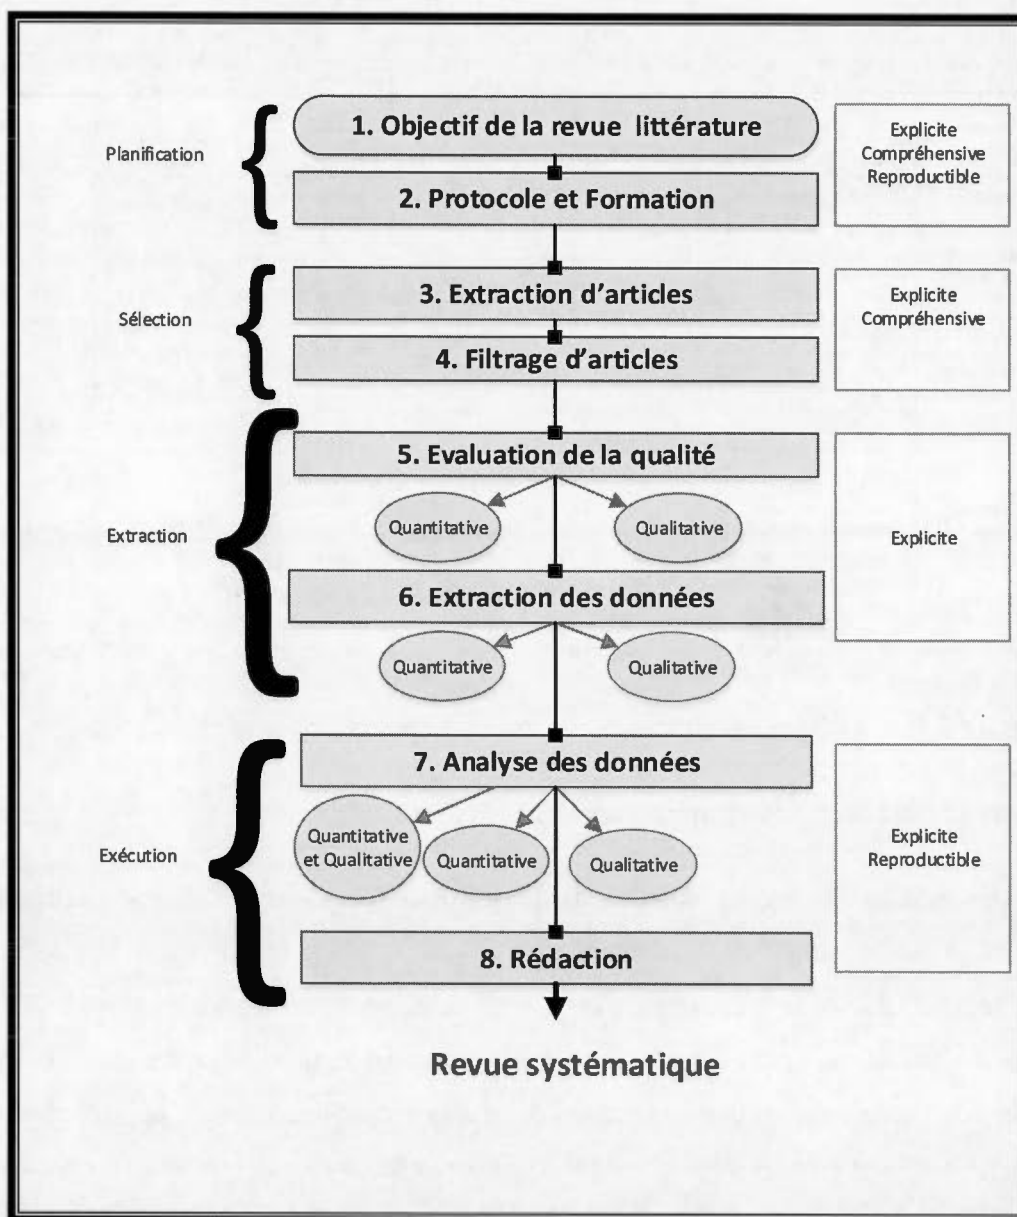 Planification
1. Objectif de la revue littérature
2. Protocole et Formation
Explicite
Compréhensive
Reproductible
Sélection
3. Extraction d'articles
4. Filtrage d'articles
Explicite
Compréhensive
Extraction
5. Evaluation de la qualité
Quantitative
Qualitative
6. Extraction des données
Quantitative
Qualitative
Explicite
Exécution
7. Analyse des données
Quantitative
et Qualitative
Quantitative
Qualitative
8. Rédaction
Explicite
Reproductible
Revue systématique